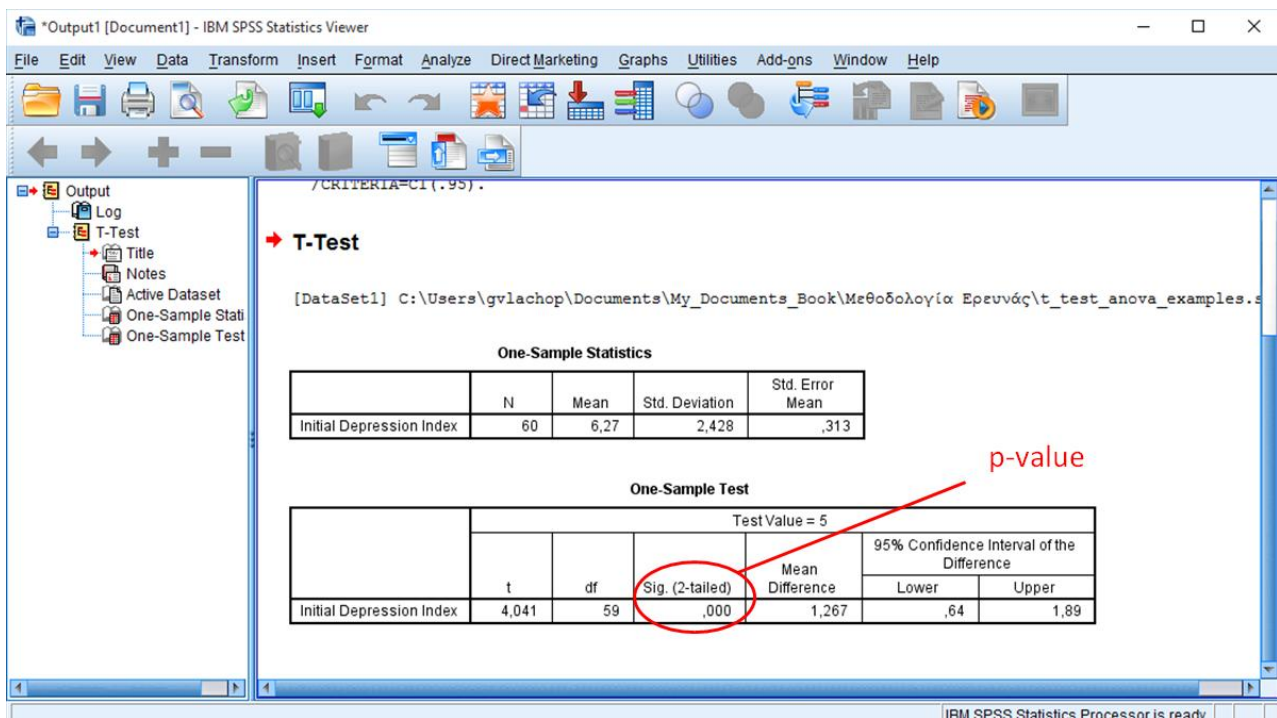 *Output1 [Document1] - IBM SPSS Statistics Viewer
File Edit View Data Transform Insert Format Analyze Direct Marketing Graphs Utilities Add-ons Window Help
Output
Log
T-Test
Title
Notes
Active Dataset
One-Sample Stati
One-Sample Test
/CRITERIA=CI(.95).
T-Test
[DataSet1] C:\Users\gvlachop\Documents\My_Documents_Book\Μεθοδολογία Ερευνάς\t_test_anova_examples.s
One-Sample Statistics
N Mean Std. Deviation Std. Error Mean
Initial Depression Index 60 6,27 2,428 ,313
p-value
One-Sample Test
Test Value = 5
t df Sig. (2-tailed) Mean Difference 95% Confidence Interval of the Difference
Lower Upper
Initial Depression Index 4,041 59 ,000 1,267 ,64 1,89
IBM SPSS Statistics Processor is ready